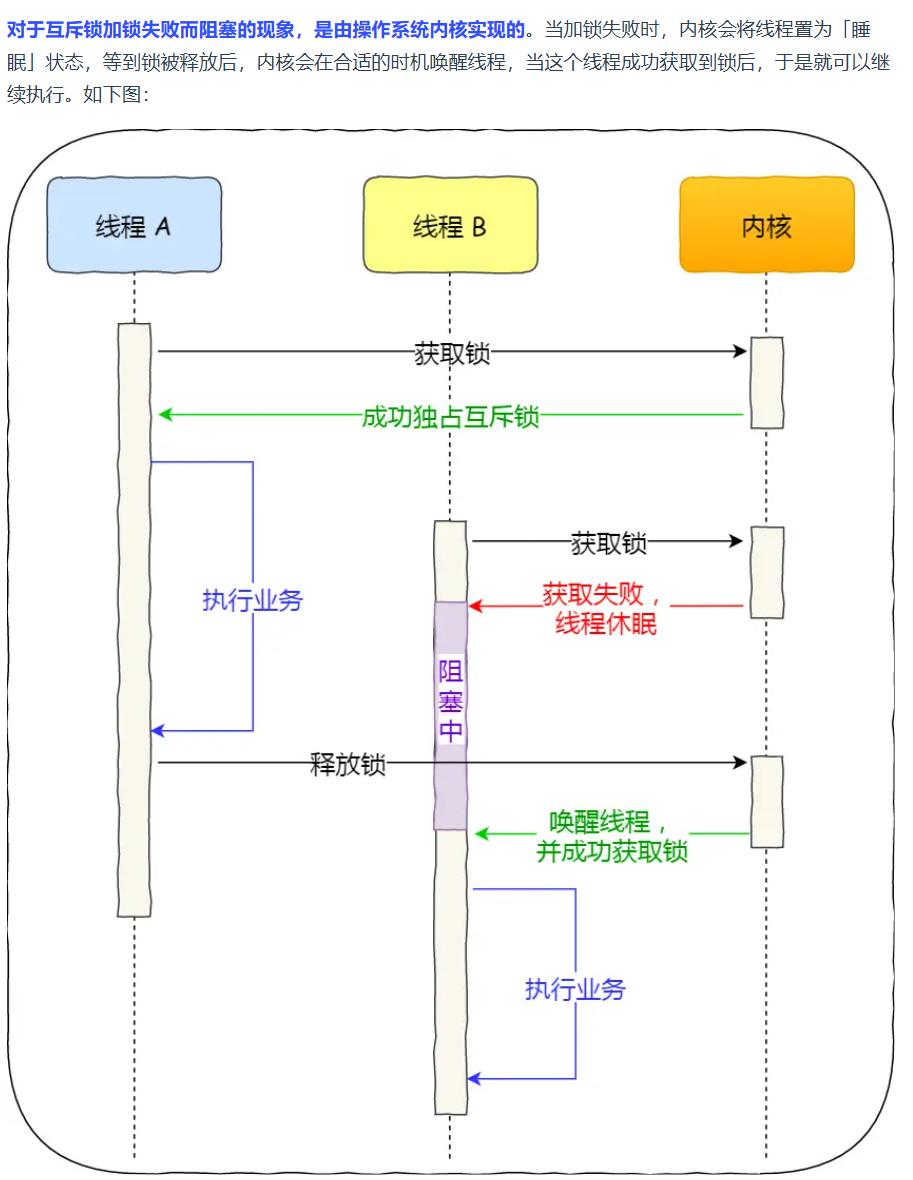 对于互斥锁加锁失败而阻塞的现象，是由操作系统内核实现的。当加锁失败时，内核会将线程置为「睡
眠」状态，等到锁被释放后，内核会在合适的时机唤醒线程，当这个线程成功获取到锁后，于是就可以继
续执行。如下图：
线程 A
线程 B
内核
获取锁
成功独占互斥锁
获取锁
执行业务
获取失败，
线程休眠
阻
塞
中
释放锁
唤醒线程，
并成功获取锁
执行业务